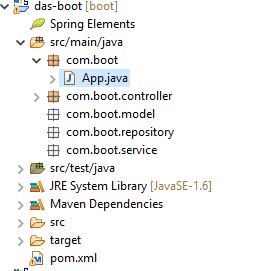 das-boot [boot]
Spring Elements
src/main/java
com.boot
App.java
com.boot.controller
com.boot.model
com.boot.repository
com.boot.service
src/test/java
JRE System Library [JavaSE-1.6]
Maven Dependencies
src
target
pom.xml